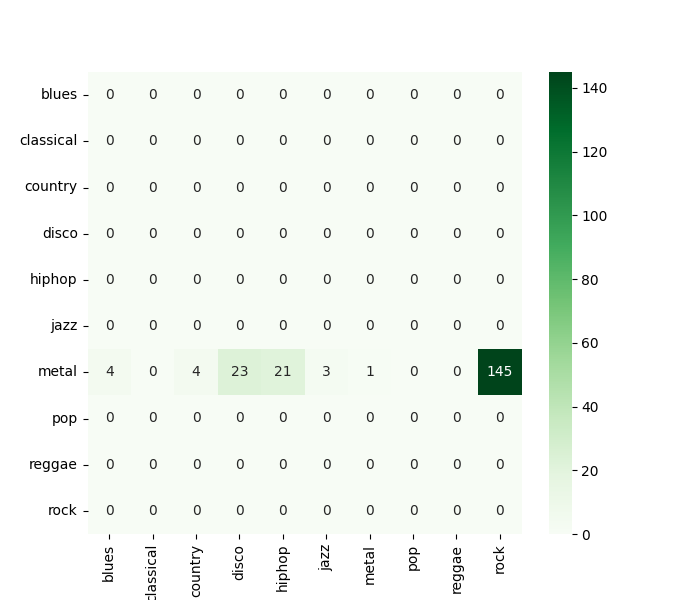 blues 0 0 0 0 0 0 0 0 0 0
classical 0 0 0 0 0 0 0 0 0 0
country 0 0 0 0 0 0 0 0 0 0
disco 0 0 0 0 0 0 0 0 0 0
hiphop 0 0 0 0 0 0 0 0 0 0
jazz 0 0 0 0 0 0 0 0 0 0
metal 4 0 4 23 21 3 1 0 0 145
pop 0 0 0 0 0 0 0 0 0 0
reggae 0 0 0 0 0 0 0 0 0 0
rock 0 0 0 0 0 0 0 0 0 0
blues classical country disco hiphop jazz metal pop reggae rock
140
120
100
80
60
40
20
0